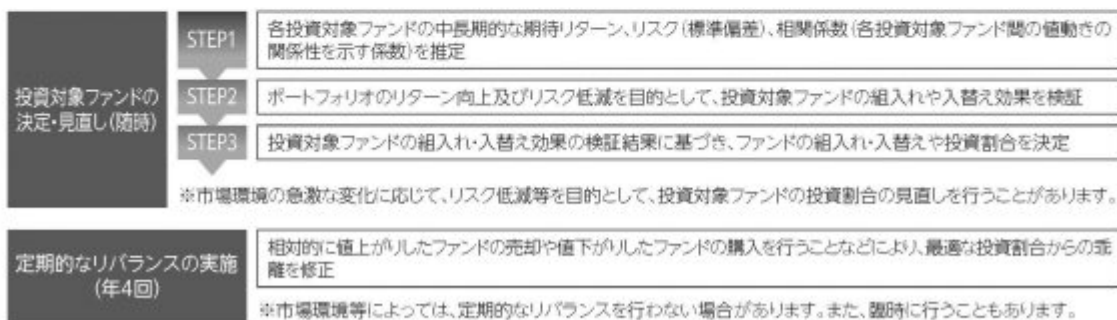 投資対象ファンドの
決定・見直し(随時)
STEP1
各投資対象ファンドの中長期的な期待リターン、リスク(標準偏差)、相関係数(各投資対象ファンド間の値動きの
関係性を示す係数)を推定
STEP2
ポートフォリオのリターン向上及びリスク低減を目的として、投資対象ファンドの組入れや入替え効果を検証
STEP3
投資対象ファンドの組入れ・入替え効果の検証結果に基づき、ファンドの組入れ・入替えや投資割合を決定
※市場環境の急激な変化に応じて、リスク低減等を目的として、投資対象ファンドの投資割合の見直しを行うことがあります。
定期的なリバランスの実施
(年4回)
相対的に値上がりしたファンドの売却や値下がりしたファンドの購入を行うことなどにより、最適な投資割合からの乖
離を修正
※市場環境等によっては、定期的なリバランスを行わない場合があります。また、臨時に行うこともあります。